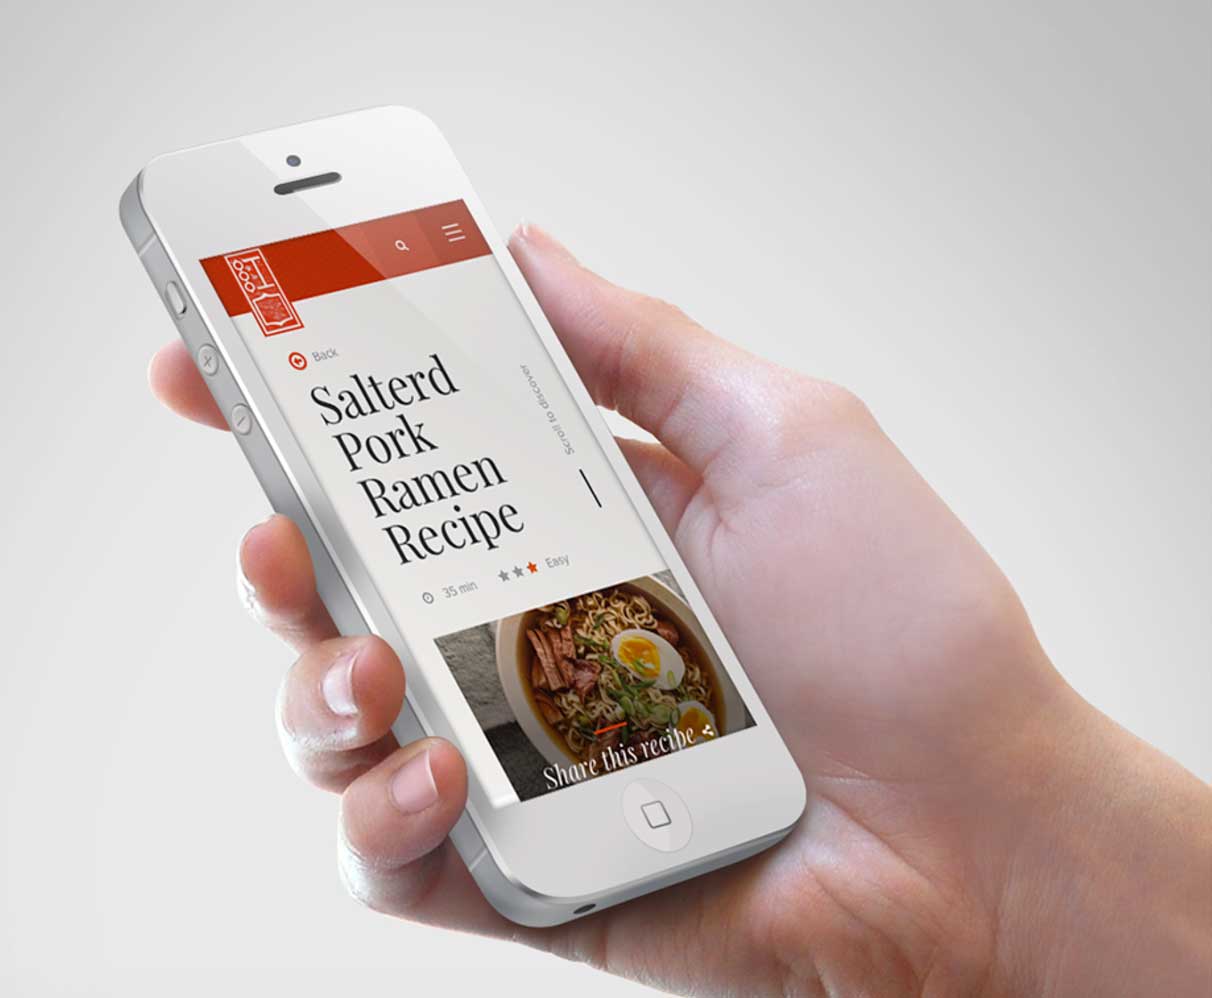 Back
Salterd
Pork
Ramen
Recipe
Scroll to discover
35 min
Easy
Share this recipe